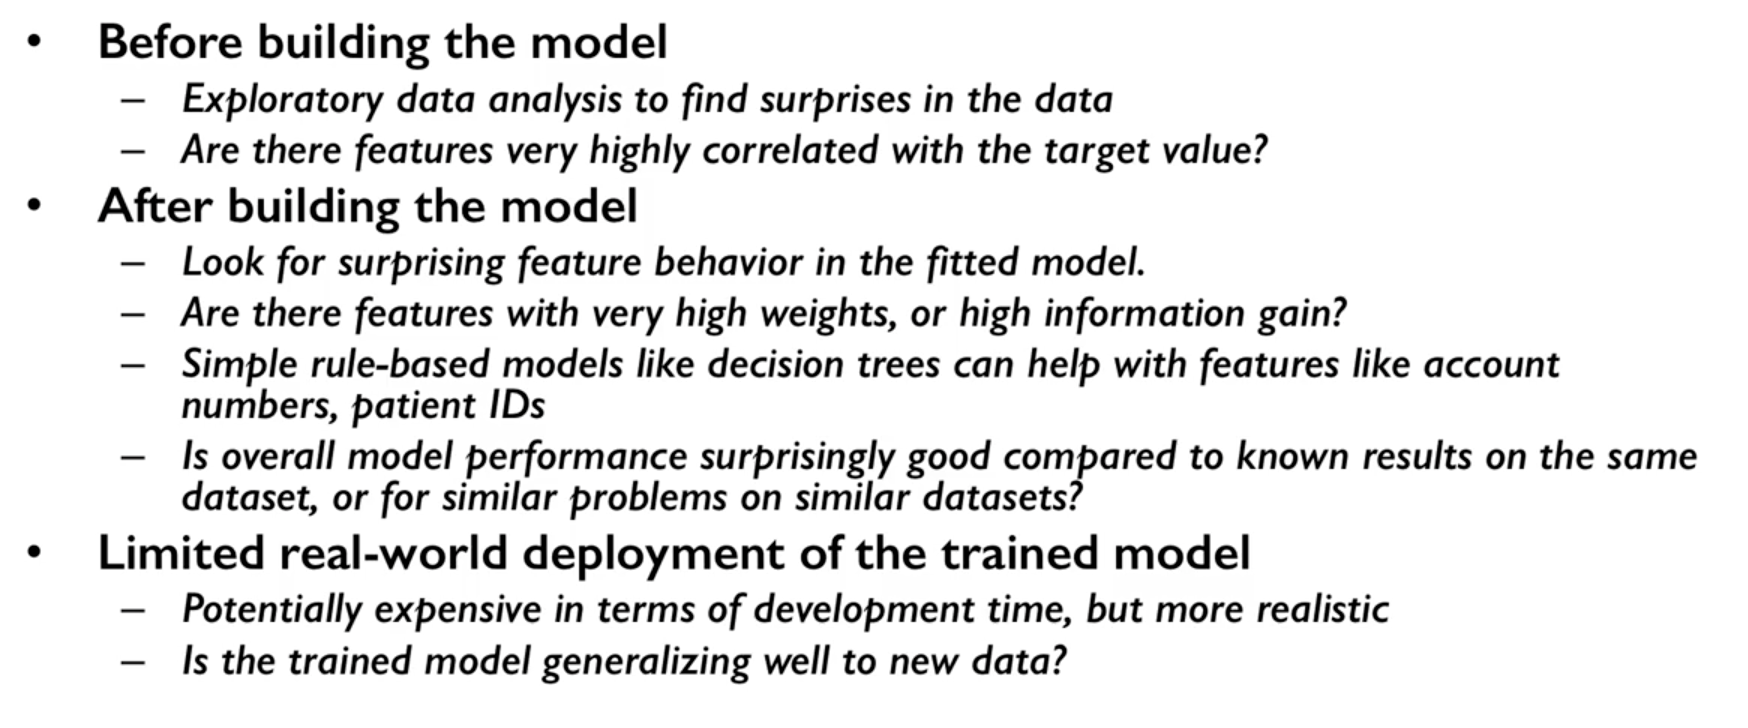 • Before building the model
– Exploratory data analysis to find surprises in the data
– Are there features very highly correlated with the target value?
• After building the model
– Look for surprising feature behavior in the fitted model.
– Are there features with very high weights, or high information gain?
– Simple rule-based models like decision trees can help with features like account
numbers, patient IDs
– Is overall model performance surprisingly good compared to known results on the same
dataset, or for similar problems on similar datasets?
• Limited real-world deployment of the trained model
– Potentially expensive in terms of development time, but more realistic
– Is the trained model generalizing well to new data?